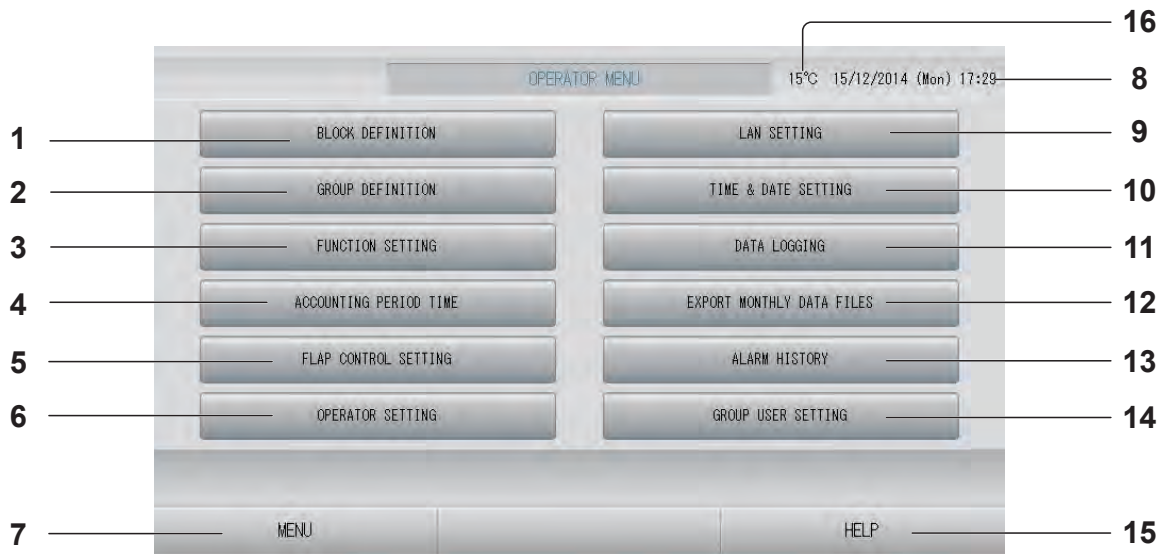 16
OPERATOR MENU 15°C 15/12/2014 (Mon) 17:29 8
1 BLOCK DEFINITION LAN SETTING 9
2 GROUP DEFINITION TIME & DATE SETTING 10
3 FUNCTION SETTING DATA LOGGING 11
4 ACCOUNTING PERIOD TIME EXPORT MONTHLY DATA FILES 12
5 FLAP CONTROL SETTING ALARM HISTORY 13
6 OPERATOR SETTING GROUP USER SETTING 14
7 MENU HELP 15